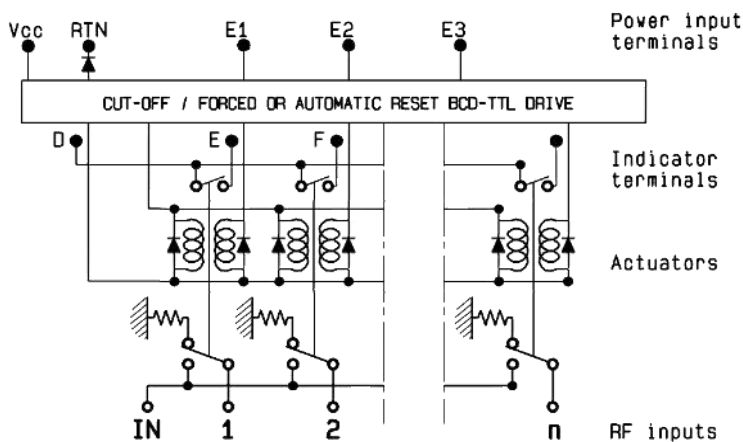 Vcc RTN E1 E2 E3 Power input
terminals
CUT-OFF / FORCED OR AUTOMATIC RESET BCD-TTL DRIVE
D E F Indicator
terminals
Actuators
IN 1 2 n RF inputs